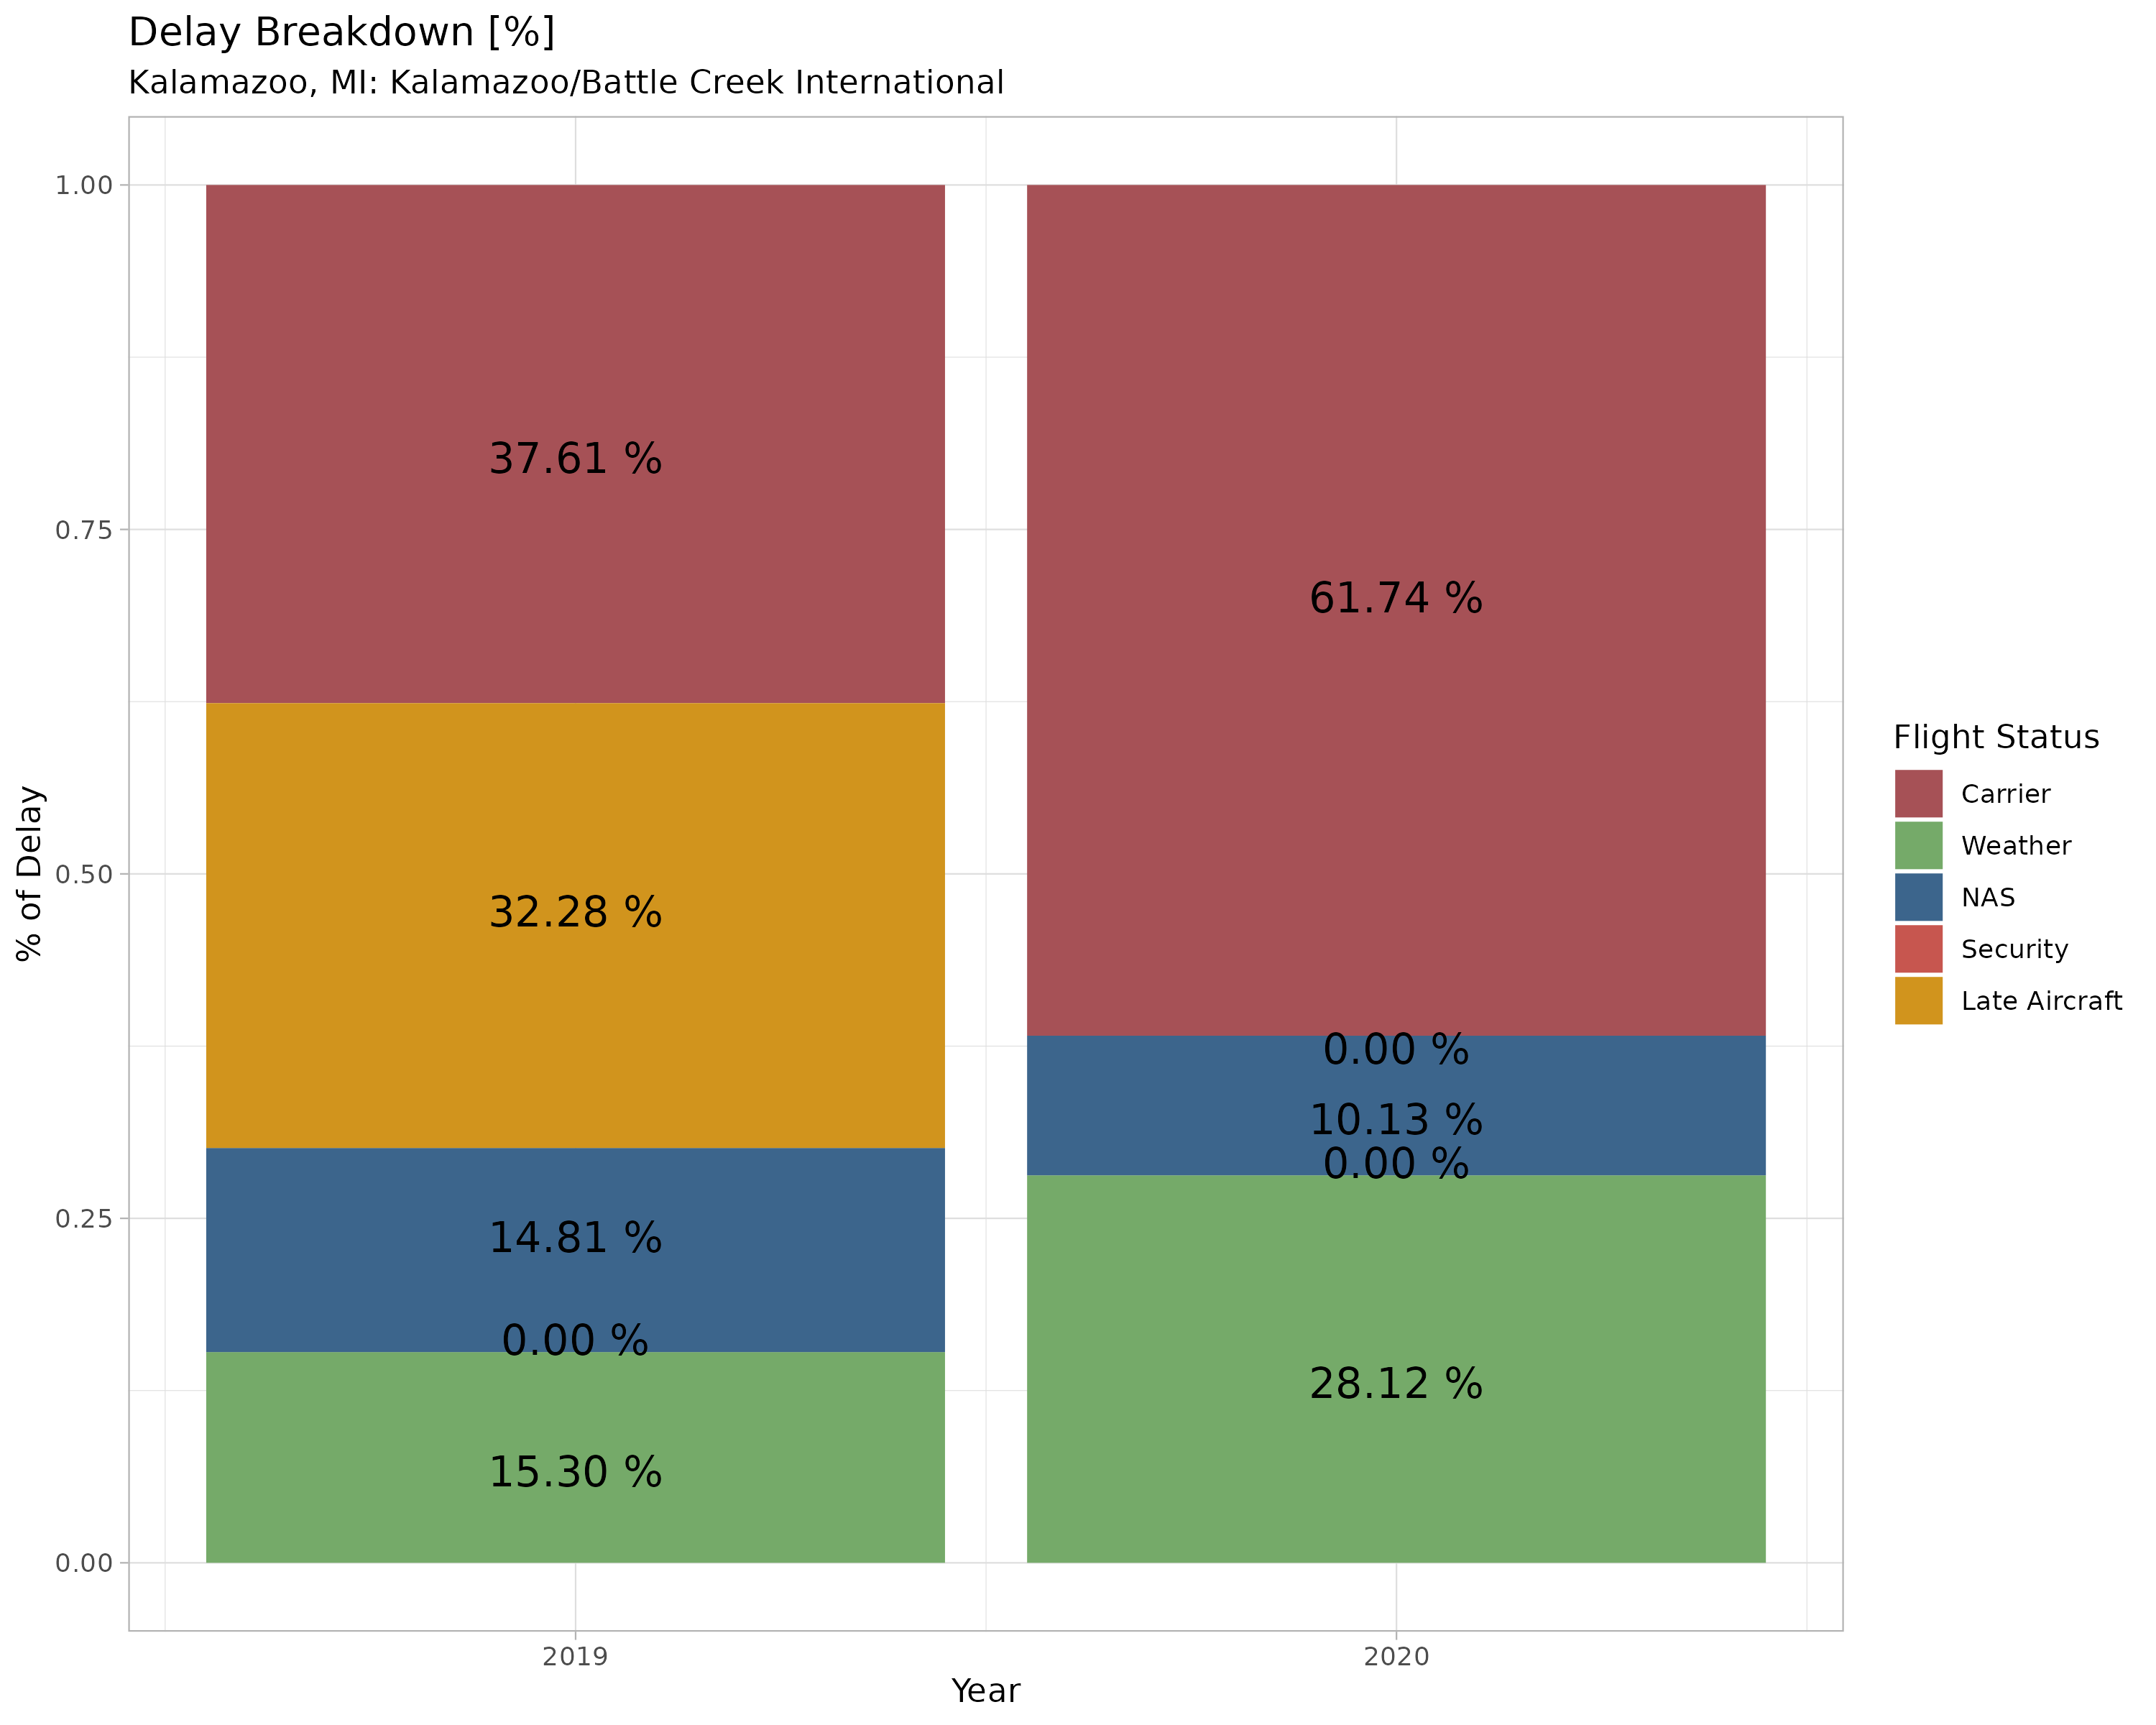 Delay Breakdown [%]
Kalamazoo, MI: Kalamazoo/Battle Creek International
% of Delay
1.00
0.75
0.50
0.25
0.00
37.61 %
32.28 %
14.81 %
0.00 %
15.30 %
61.74 %
0.00 %
10.13 %
0.00 %
28.12 %
2019
2020
Year
Flight Status
Carrier
Weather
NAS
Security
Late Aircraft